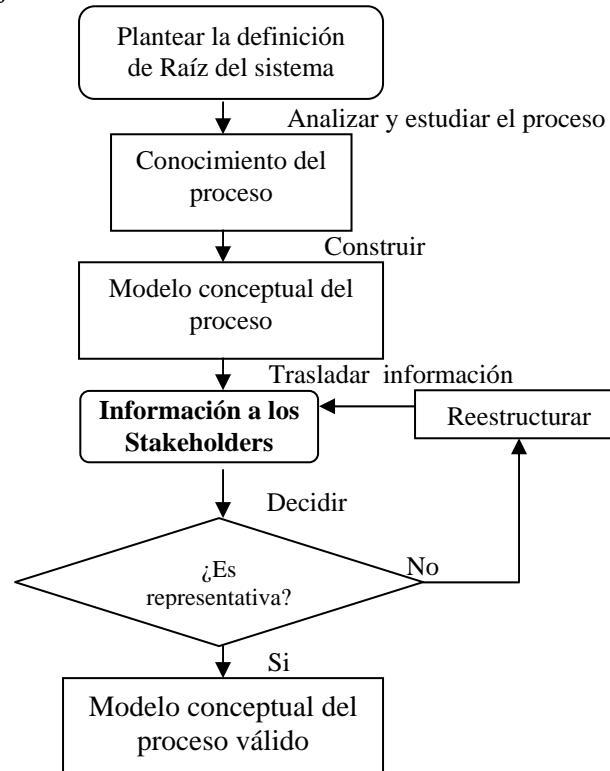 Plantear la definición
de Raíz del sistema
Analizar y estudiar el proceso
Conocimiento del
proceso
Construir
Modelo conceptual del
proceso
Trasladar información
Información a los
Stakeholders
Reestructurar
Decidir
¿Es
representativa?
No
Si
Modelo conceptual del
proceso válido